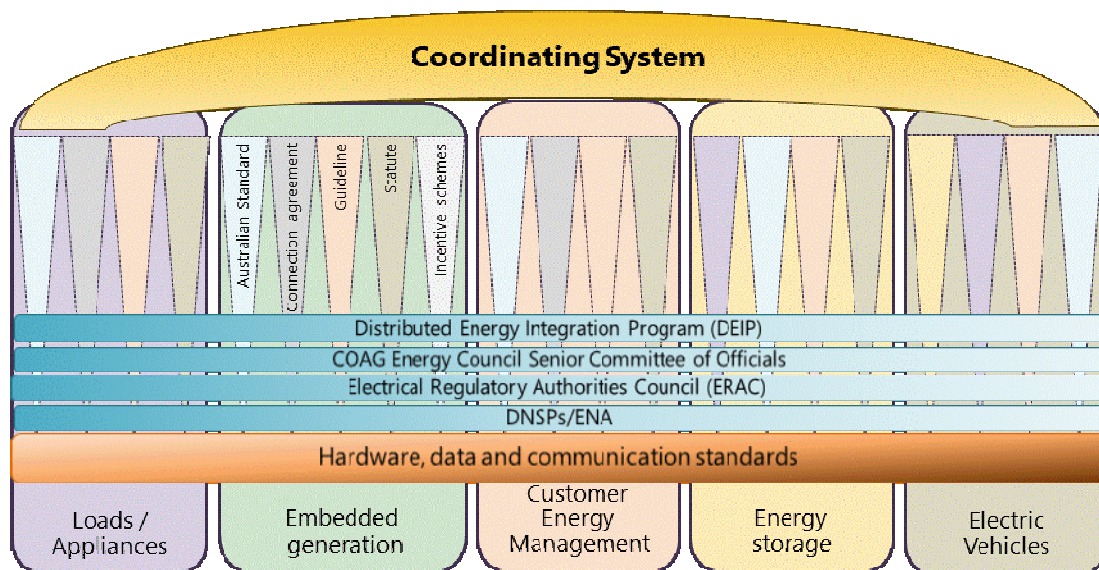 Coordinating System
Australian Standard
Connection agreement
Guideline
Statute
Incentive schemes
Distributed Energy Integration Program (DEIP)
COAG Energy Council Senior Committee of Officials
Electrical Regulatory Authorities Council (ERAC)
DNSPs/ENA
Hardware, data and communication standards
Loads /
Appliances
Embedded
generation
Customer
Energy
Management
Energy
storage
Electric
Vehicles